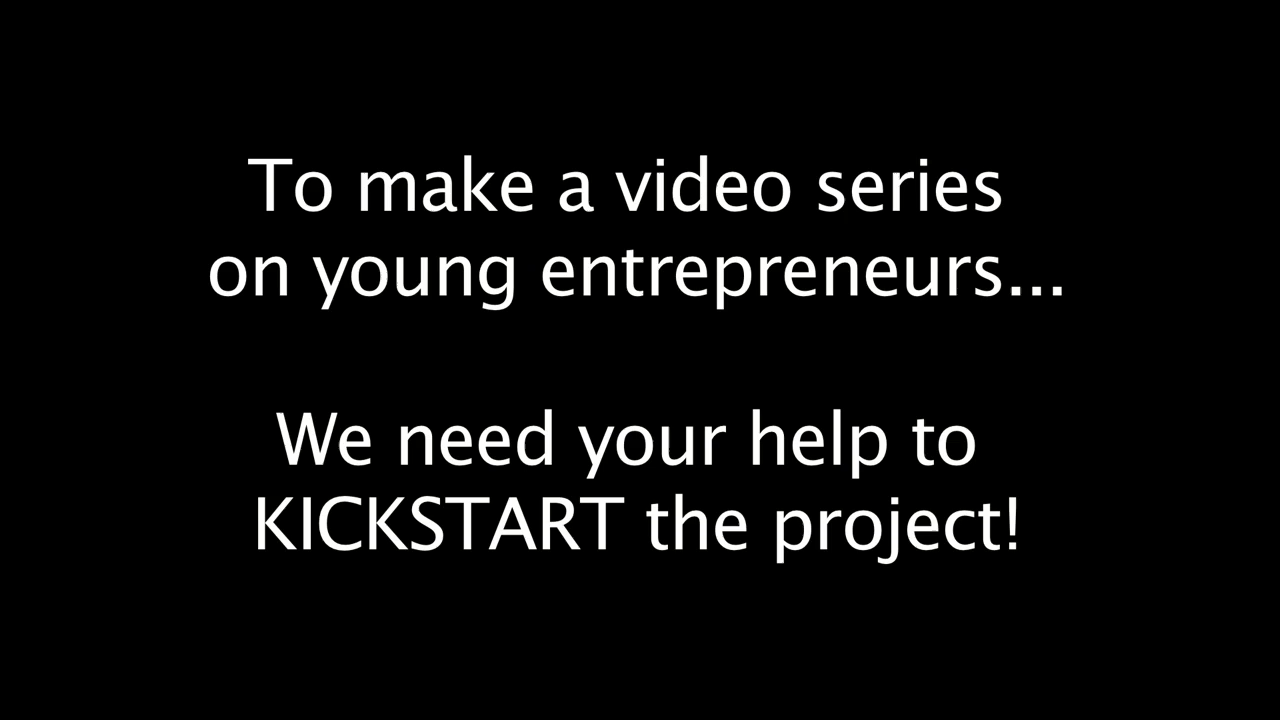 To make a video series
on young entrepreneurs...
We need your help to
KICKSTART the project!